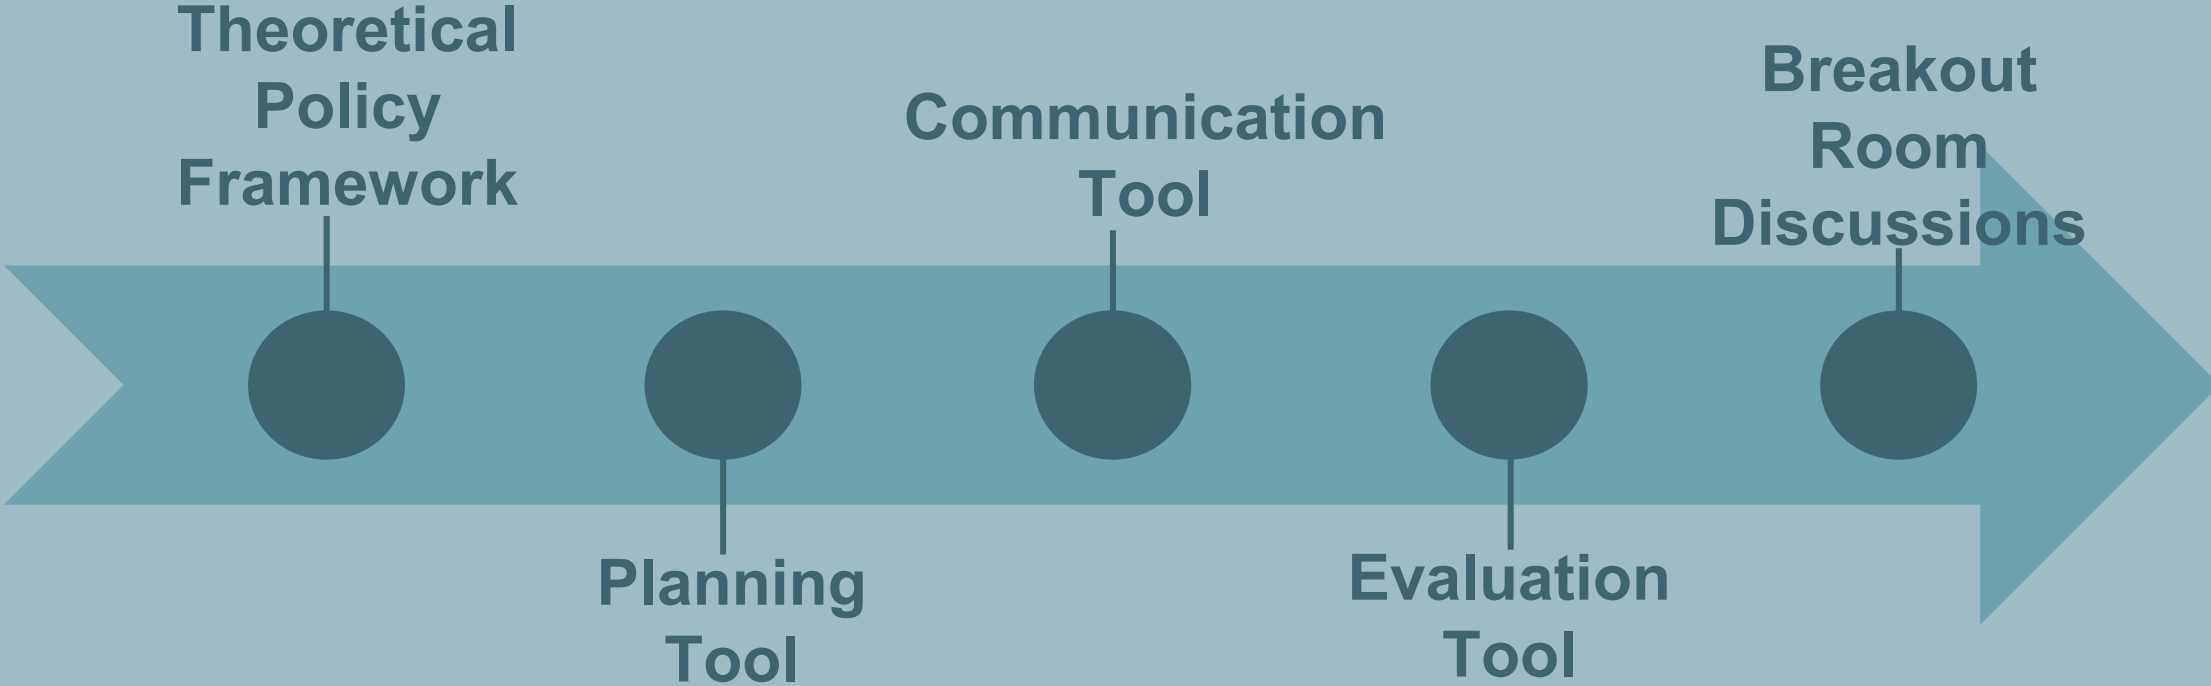 Theoretical
Policy
Framework
Planning
Tool
Communication
Tool
Evaluation
Tool
Breakout
Room
Discussions